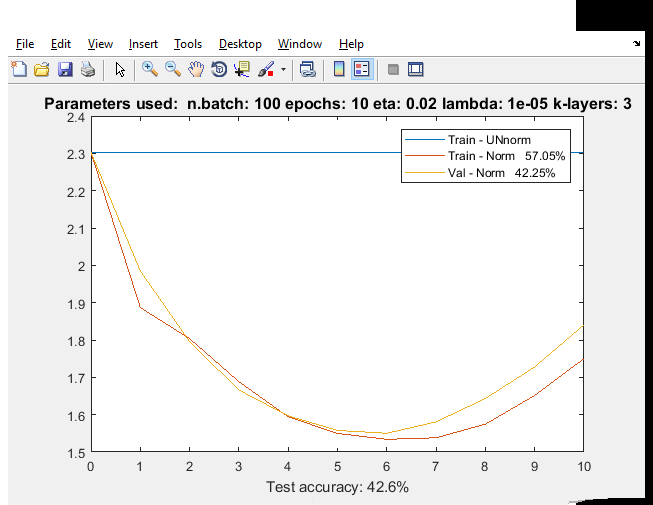 File Edit View Insert Tools Desktop Window Help
Parameters used: n.batch: 100 epochs: 10 eta: 0.02 lambda: 1e-05 k-layers: 3
2.4
2.3
2.2
2.1
2
1.9
1.8
1.7
1.6
1.5
Train - UNnorm
Train - Norm 57.05%
Val - Norm 42.25%
0 1 2 3 4 5 6 7 8 9 10
Test accuracy: 42.6%